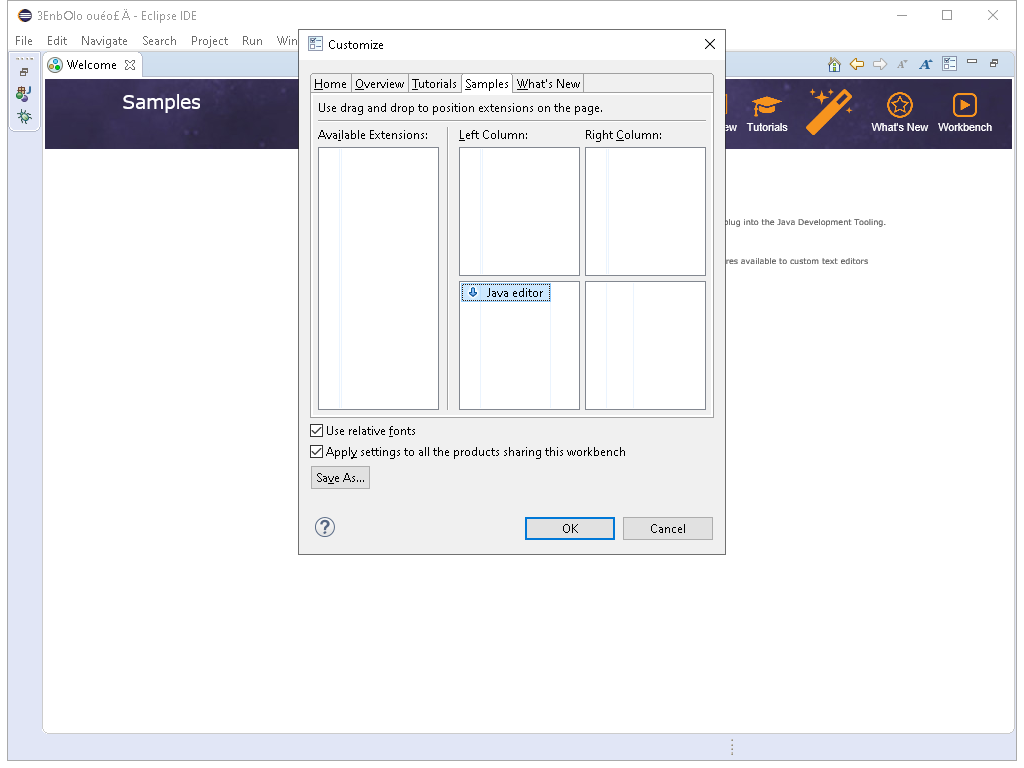 3EnbOlo ouéo£Ä - Eclipse IDE
File Edit Navigate Search Project Run Win
Welcome
Samples
ew Tutorials What's New Workbench
plug into the Java Development Tooling.
res available to custom text editors
Customize
Home Overview Tutorials Samples What's New
Use drag and drop to position extensions on the page.
Available Extensions: Left Column: Right Column:
Java editor
Use relative fonts
Apply settings to all the products sharing this workbench
Save As...
? OK Cancel